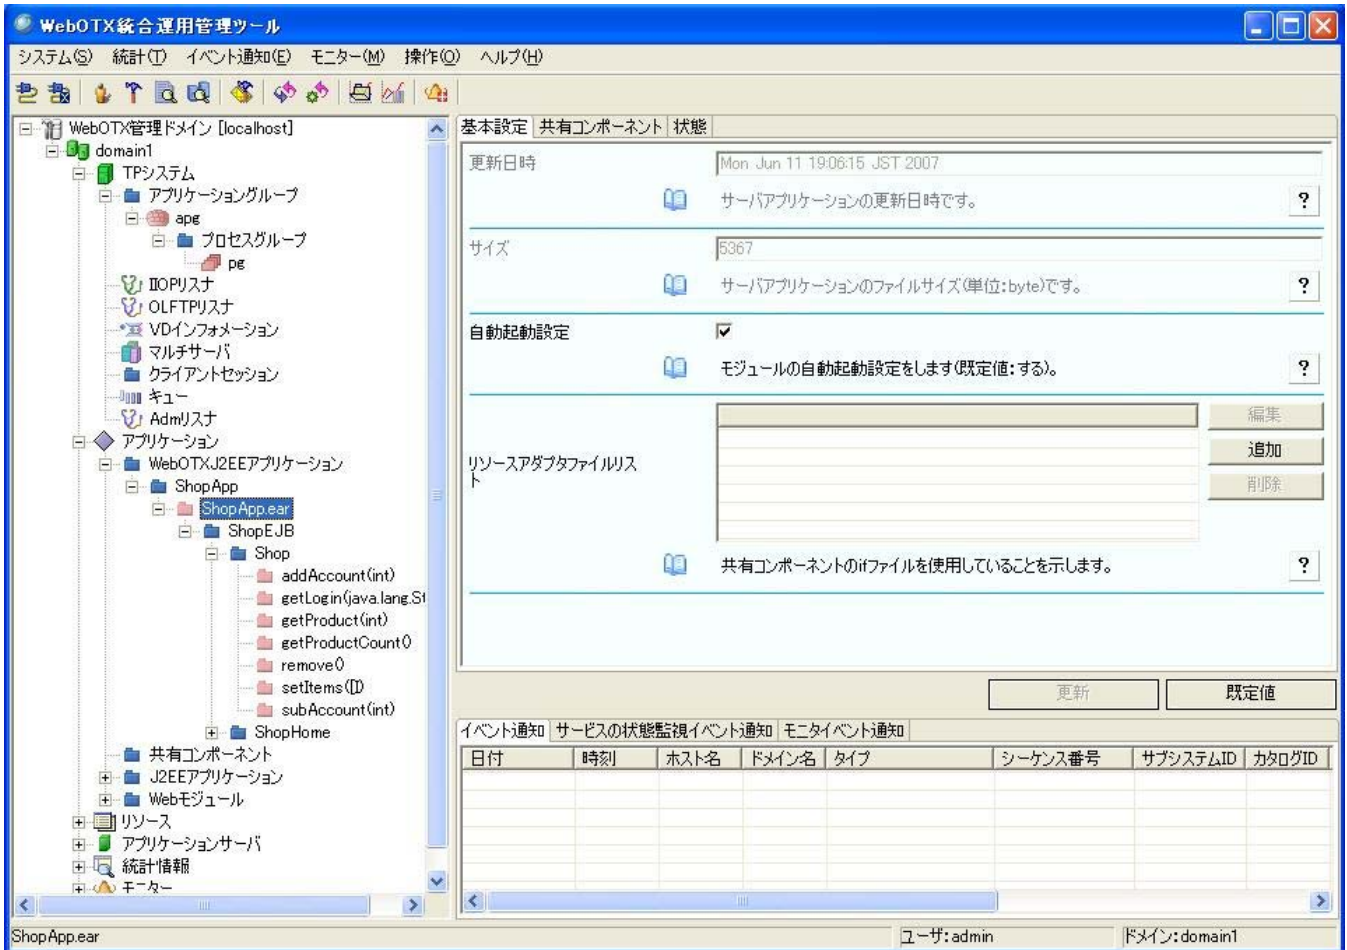 WebOTX統合運用管理ツール
システム(S) 統計(T) イベント通知(E) モニター(M) 操作(O) ヘルプ(H)
WebOTX管理ドメイン [localhost]
domain1
TPシステム
アプリケーショングループ
apg
プロセスグループ
pg
IIOPリスナ
OLFTPリスナ
VDインフォメーション
マルチサーバ
クライアントセッション
キュー
Admリスナ
アプリケーション
WebOTXJ2EEアプリケーション
ShopApp
ShopApp.ear
ShopEJB
Shop
addAccount(int)
getLogin(java.lang.St
getProduct(int)
getProductCount()
remove()
setItems([])
subAccount(int)
ShopHome
共有コンポーネント
J2EEアプリケーション
Webモジュール
リソース
アプリケーションサーバ
統計情報
モニター
基本設定 共有コンポーネント 状態
更新日時 Mon Jun 11 19:06:15 JST 2007
サーバアプリケーションの更新日時です。 ?
サイズ 5367
サーバアプリケーションのファイルサイズ(単位:byte)です。 ?
自動起動設定
モジュールの自動起動設定をします(既定値:する)。 ?
編集
追加
リソースアダプタファイルリス
ト
削除
共有コンポーネントのifファイルを使用していることを示します。 ?
更新 既定値
イベント通知 サービスの状態監視イベント通知 モニタイベント通知
日付 時刻 ホスト名 ドメイン名 タイプ シーケンス番号 サブシステムID カタログID
ShopApp.ear ユーザ:admin ドメイン:domain1